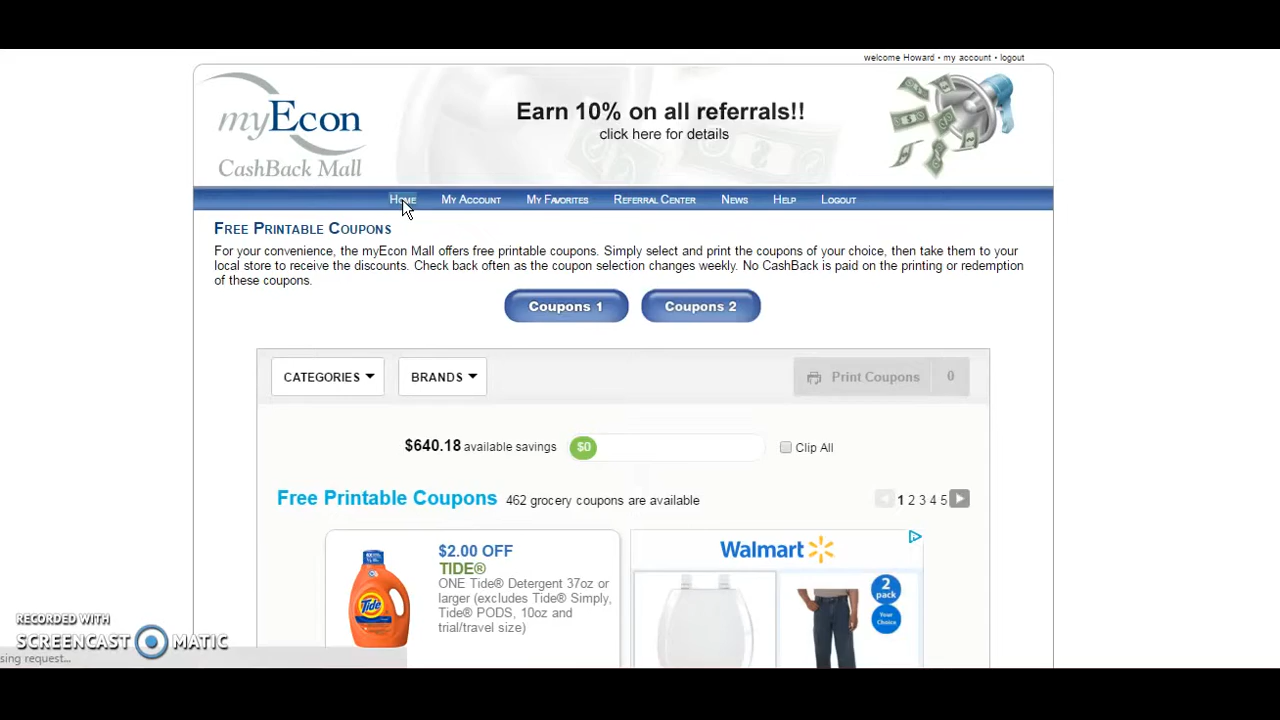 welcome Howard • my account • logout
myEcon
CashBack Mall
Earn 10% on all referrals!!
click here for details
Home My Account My Favorites Referral Center News Help Logout
Free Printable Coupons
For your convenience, the myEcon Mall offers free printable coupons. Simply select and print the coupons of your choice, then take them to your
local store to receive the discounts. Check back often as the coupon selection changes weekly. No CashBack is paid on the printing or redemption
of these coupons.
Coupons 1 Coupons 2
CATEGORIES BRANDS Print Coupons 0
$640.18 available savings $0 Clip All
Free Printable Coupons 462 grocery coupons are available 1 2 3 4 5
$2.00 OFF
TIDE®
ONE Tide® Detergent 37oz or
larger (excludes Tide® Simply,
Tide® PODS, 10oz and
trial/travel size)
Tide
Walmart
2
pack
Your
Choice
RECORDED WITH
SCREENCAST MATIC
sing request...